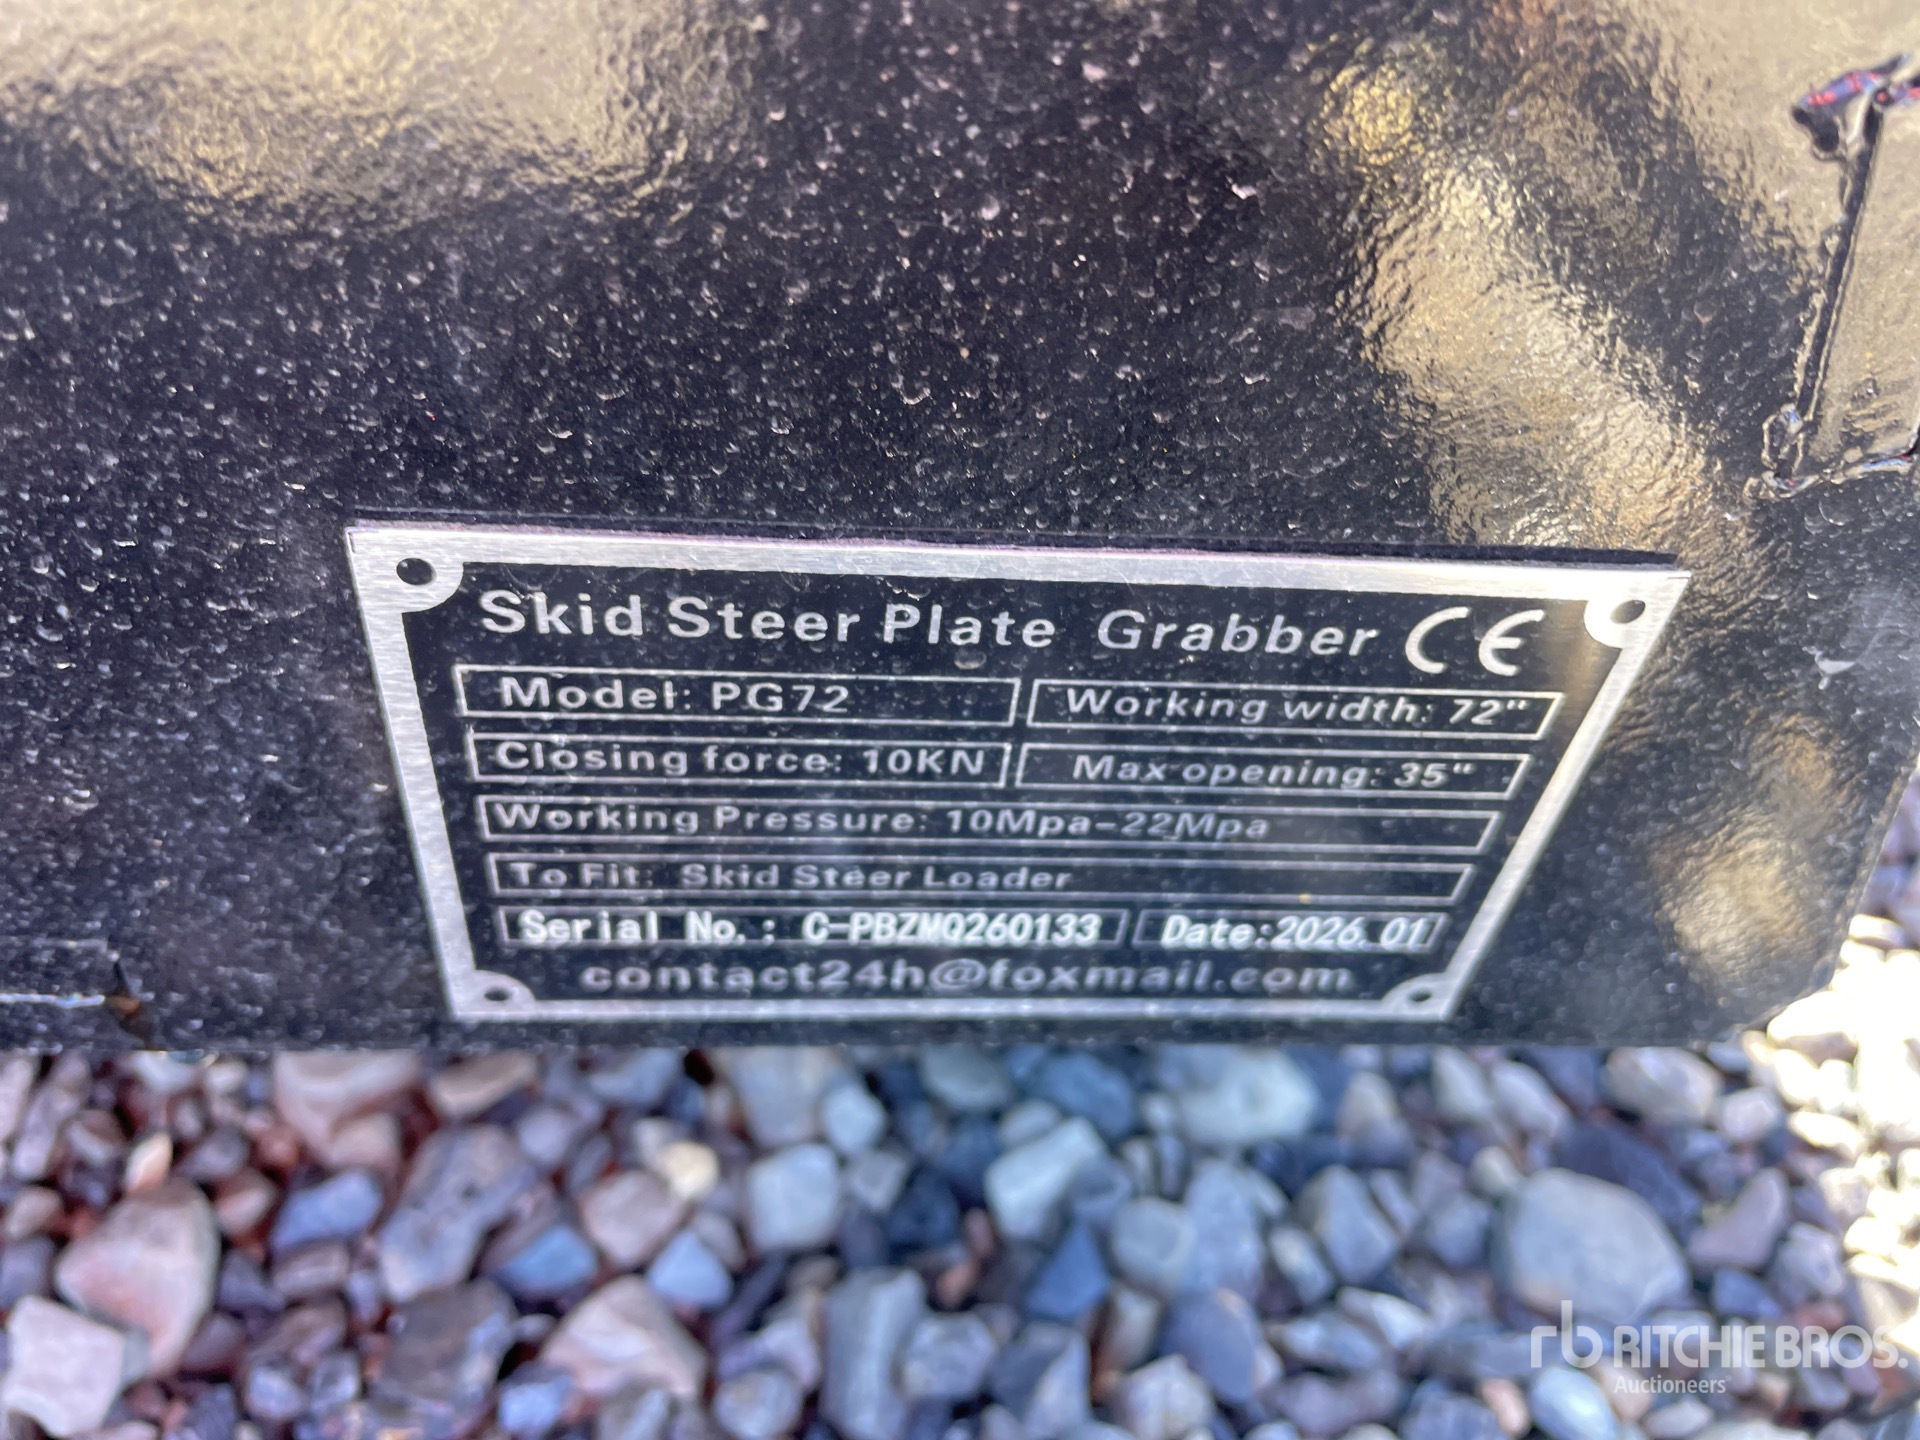 Skid Steer Plate Grabber CE
Model: PG72
Working width: 72"
Closing force: 10KN
Max opening: 35"
Working Pressure: 10Mpa-22Mpa
To Fit: Skid Steer Loader
Serial No.: C-PBZMQ260133
Date:2026.01
contact24h@foxmail.com
rb RITCHIE BROS.
Auctioneers